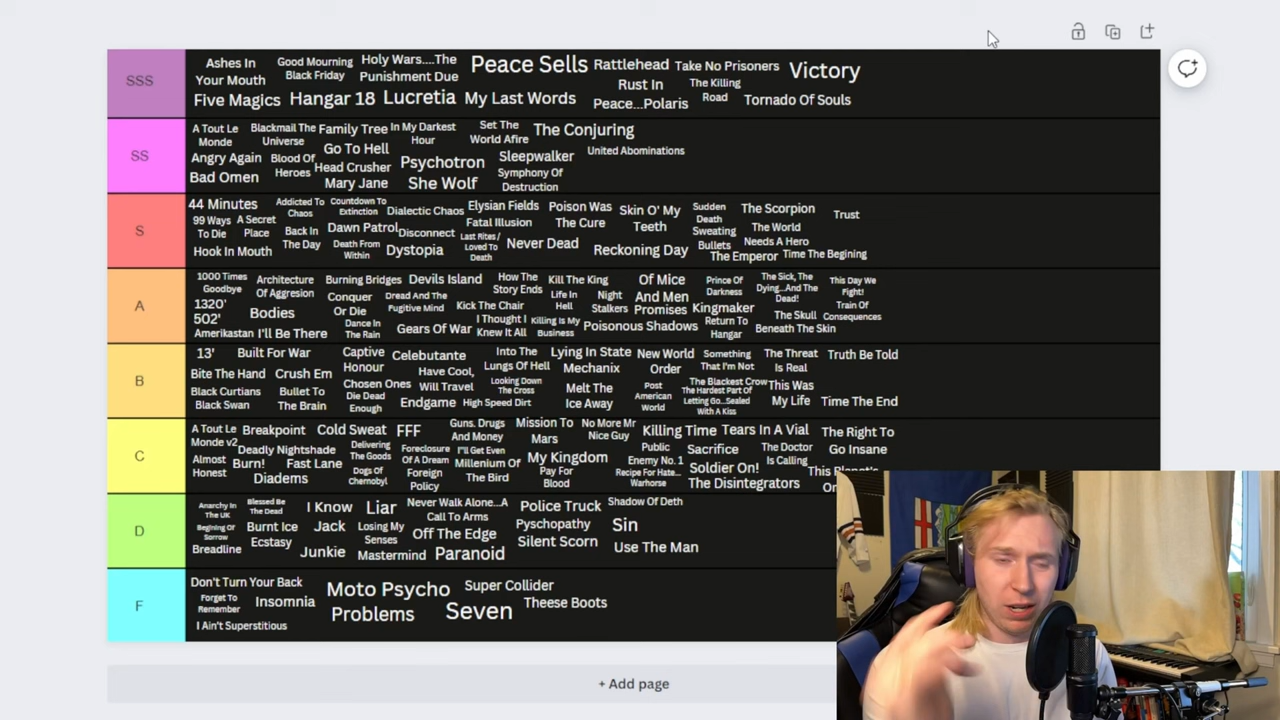 SSS
Ashes In
Your Mouth
Good Mourning
Black Friday
Holy Wars....The
Punishment Due
Peace Sells
Rattlehead
Take No Prisoners
Victory
Rust In
Peace...Polaris
The Killing
Road
Five Magics
Hangar 18
Lucretia
My Last Words
Tornado Of Souls
SS
A Tout Le
Monde
Blackmail The
Universe
Family Tree
In My Darkest
Hour
Set The
World Afire
The Conjuring
Go To Hell
United Abominations
Angry Again
Blood Of
Heroes
Head Crusher
Psychotron
Sleepwalker
Bad Omen
Mary Jane
She Wolf
Symphony Of
Destruction
S
44 Minutes
Addicted To
Chaos
Countdown To
Extinction
Dialectic Chaos
Elysian Fields
Poison Was
The Cure
Skin O' My
Teeth
Sudden
Death
The Scorpion
Trust
99 Ways
To Die
A Secret
Place
Back In
The Day
Dawn Patrol
Disconnect
Fatal Illusion
Sweating
Bullets
The World
Needs A Hero
Hook In Mouth
Death From
Within
Dystopia
Last Rites /
Loved To
Death
Never Dead
Reckoning Day
The Emperor
Time The Begining
A
1000 Times
Goodbye
Architecture
Of Aggresion
Burning Bridges
Devils Island
How The
Story Ends
Kill The King
Of Mice
And Men
Prince Of
Darkness
The Sick, The
Dying...And The
Dead!
This Day We
Fight!
1320'
502'
Bodies
Conquer
Or Die
Dread And The
Fugitive Mind
Kick The Chair
Life In
Hell
Night
Stalkers
Promises
Kingmaker
The Skull
Beneath The Skin
Train Of
Consequences
Amerikastan
I'll Be There
Dance In
The Rain
Gears Of War
I Thought I
Knew It All
Killing Is My
Business
Poisonous Shadows
Return To
Hangar
B
13'
Built For War
Captive
Honour
Celebutante
Into The
Lungs Of Hell
Lying In State
New World
Order
Something
That I'm Not
The Threat
Is Real
Truth Be Told
Bite The Hand
Crush Em
Have Cool,
Will Travel
Mechanix
Chosen Ones
Looking Down
The Cross
Melt The
Ice Away
Post
American
World
The Blackest Crow
The Hardest Part Of
Letting Go...Sealed
With A Kiss
This Was
My Life
Black Curtians
Black Swan
Bullet To
The Brain
Die Dead
Enough
Endgame
High Speed Dirt
Time The End
C
A Tout Le
Monde v2
Breakpoint
Cold Sweat
FFF
Guns. Drugs
And Money
Mission To
Mars
No More Mr
Nice Guy
Killing Time
Tears In A Vial
The Right To
Go Insane
Almost
Honest
Deadly Nightshade
Delivering
The Goods
Foreclosure
Of A Dream
I'll Get Even
My Kingdom
Public
Enemy No. 1
Sacrifice
The Doctor
Is Calling
Burn!
Fast Lane
Diadems
Dogs Of
Chernobyl
Foreign
Policy
Millenium Of
The Bird
Pay For
Blood
Recipe For Hate...
Warhorse
Soldier On!
The Disintegrators
This Planet's
D
Anarchy In
The UK
Blessed Be
The Dead
I Know
Jack
Liar
Never Walk Alone...A
Call To Arms
Police Truck
Shadow Of Deth
Begining Of
Sorrow
Burnt Ice
Losing My
Senses
Off The Edge
Pyschopathy
Sin
Breadline
Ecstasy
Junkie
Mastermind
Paranoid
Silent Scorn
Use The Man
F
Don't Turn Your Back
Moto Psycho
Super Collider
Forget To
Remember
Insomnia
Problems
Seven
Theese Boots
I Ain't Superstitious
+ Add page